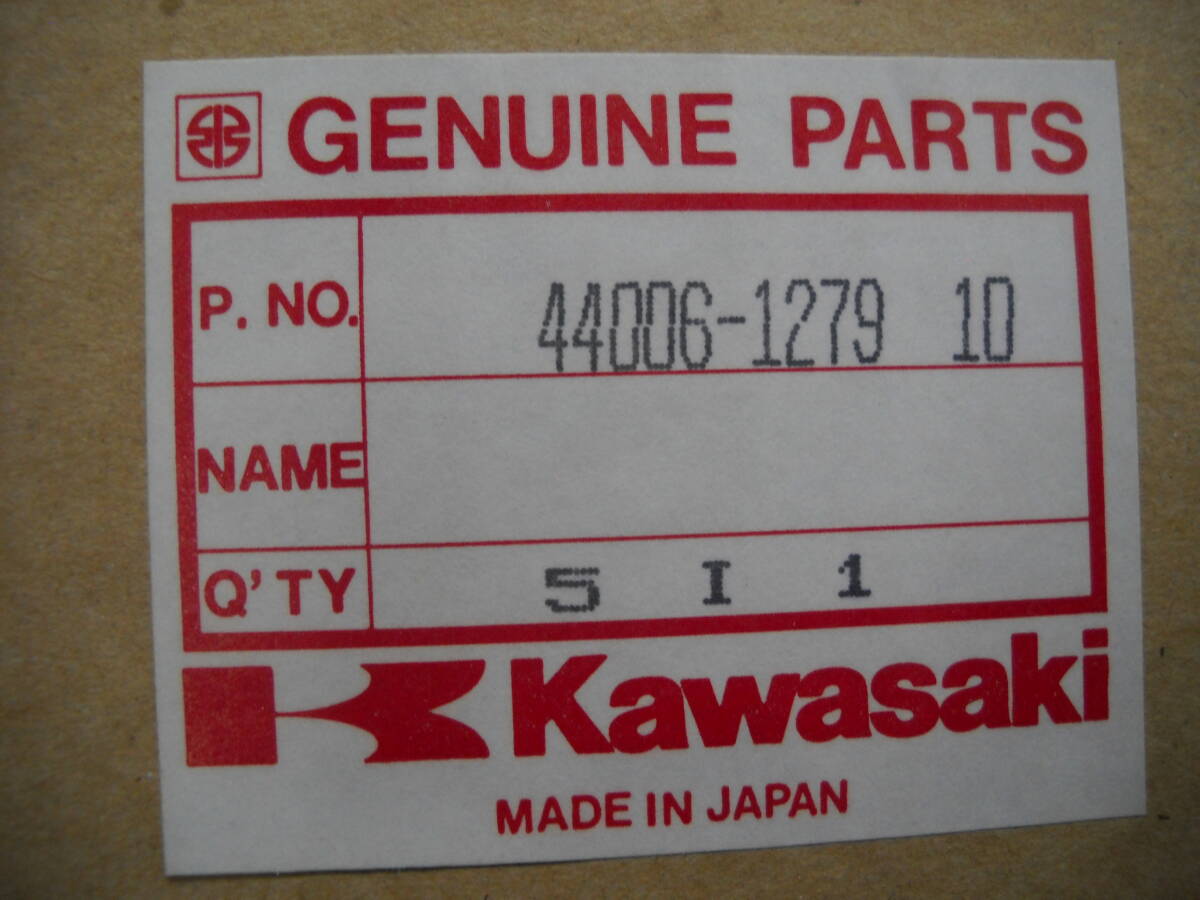 GENUINE PARTS
P. NO. 44006-1279 10
NAME
Q'TY 5 I 1
Kawasaki
MADE IN JAPAN